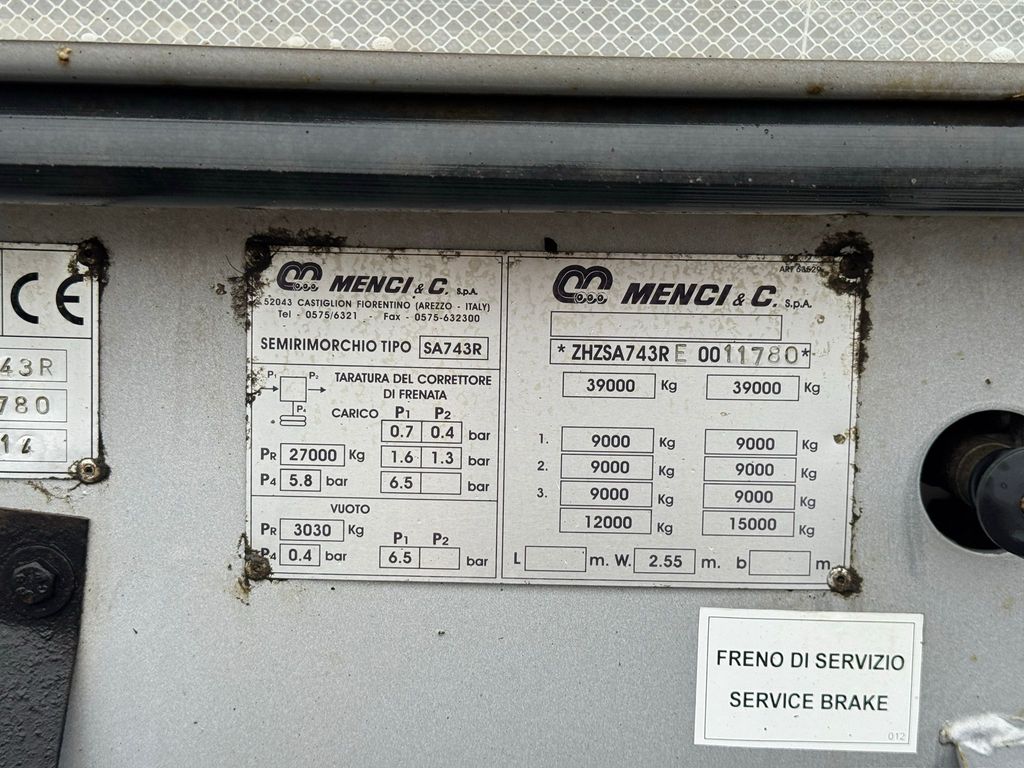 CE
43R
780
14
MENCI & C. S.p.A.
52043 CASTIGLION FIORENTINO (AREZZO - ITALY)
Tel - 0575/6321 - Fax - 0575-632300
SEMIRIMORCHIO TIPO SA743R
P1 P2
P4
TARATURA DEL CORRETTORE
DI FRENATA
CARICO P1 P2
0.7 0.4 bar
PR 27000 Kg 1.6 1.3 bar
P4 5.8 bar 6.5 bar
VUOTO
PR 3030 Kg P1 P2
P4 0.4 bar 6.5 bar
ART 63529
MENCI & C. S.p.A.
* ZHZSA743R E 0011780 *
39000 Kg 39000 Kg
1. 9000 Kg 9000 Kg
2. 9000 Kg 9000 Kg
3. 9000 Kg 9000 Kg
12000 Kg 15000 Kg
L m. W. 2.55 m. b m.
FRENO DI SERVIZIO
SERVICE BRAKE
012